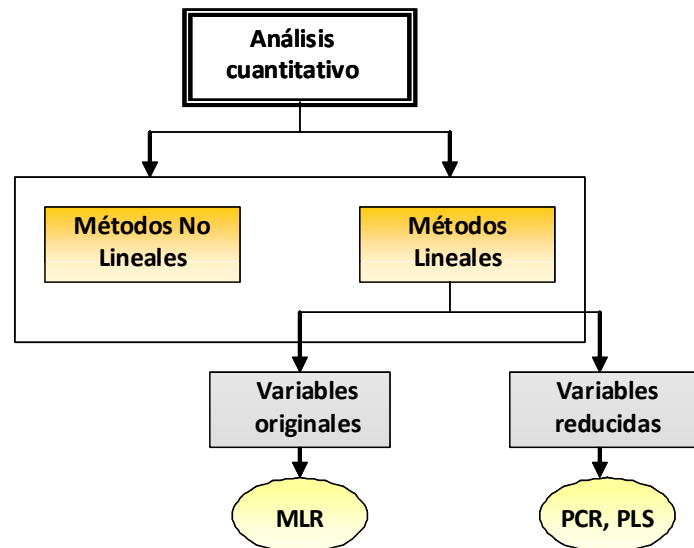 Análisis
cuantitativo
Métodos No
Lineales
Métodos
Lineales
Variables
originales
Variables
reducidas
MLR
PCR, PLS